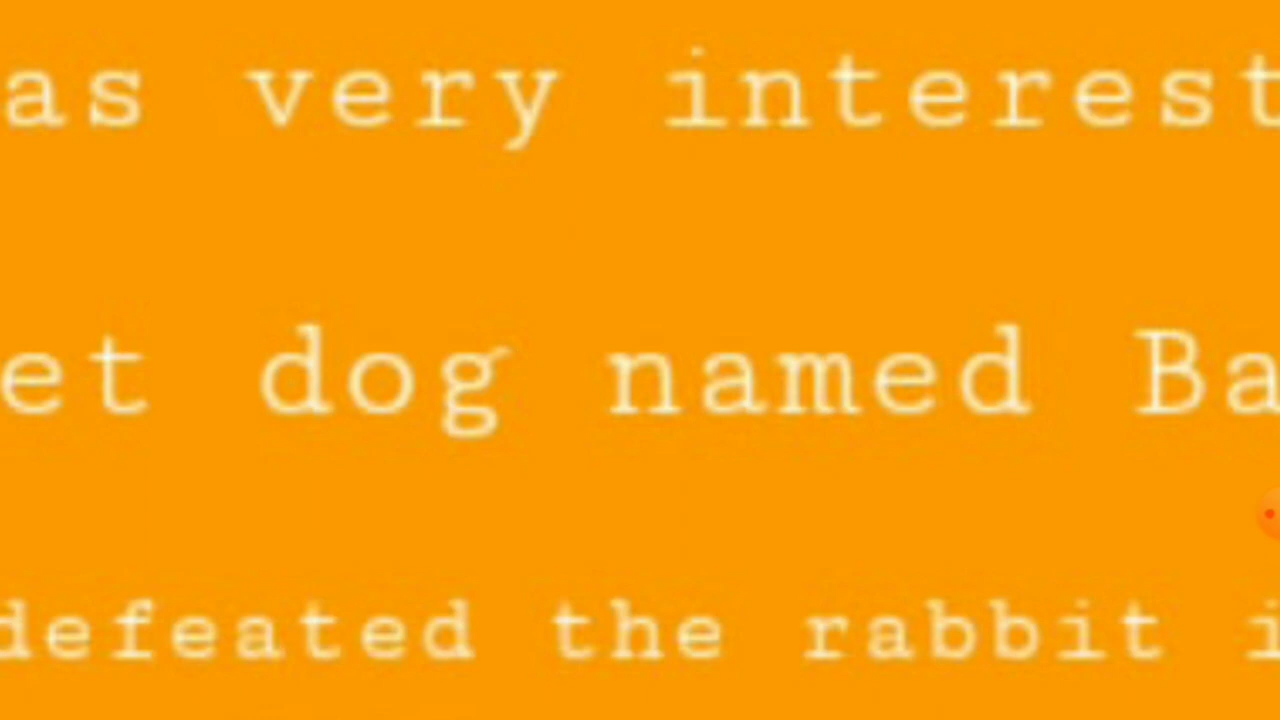 as very interest
et dog named Ba
defeated the rabbit i